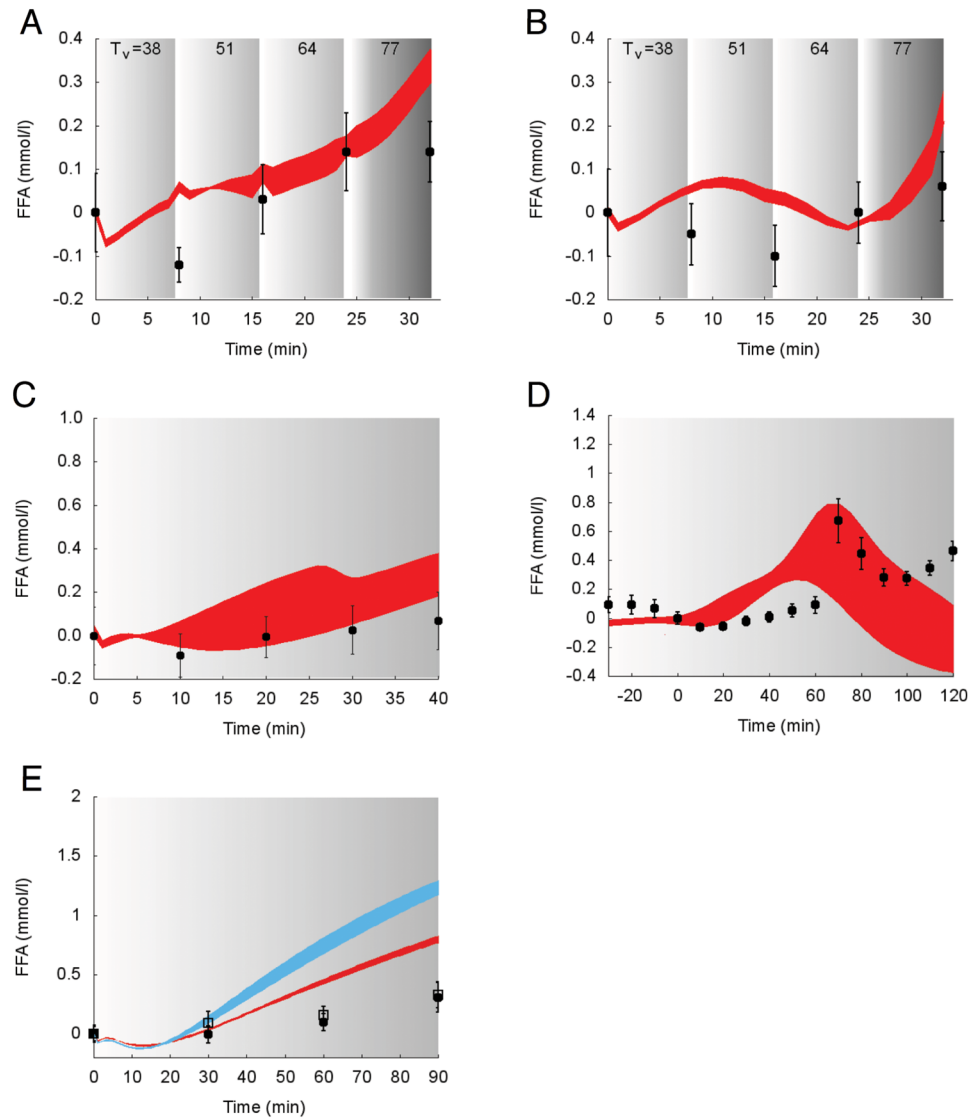 A
T_v=38 51 64 77
0.4
0.3
0.2
0.1
0
-0.1
-0.2
FFA (mmol/l)
0 5 10 15 20 25 30
Time (min)
B
T_v=38 51 64 77
0.4
0.3
0.2
0.1
0
-0.1
-0.2
FFA (mmol/l)
0 5 10 15 20 25 30
Time (min)
C
1.0
0.8
0.6
0.4
0.2
0.0
-0.2
FFA (mmol/l)
0 5 10 15 20 25 30 35 40
Time (min)
D
1.4
1.2
1
0.8
0.6
0.4
0.2
0
-0.2
-0.4
FFA (mmol/l)
-20 0 20 40 60 80 100 120
Time (min)
E
2
1.5
1
0.5
0
FFA (mmol/l)
0 10 20 30 40 50 60 70 80 90
Time (min)